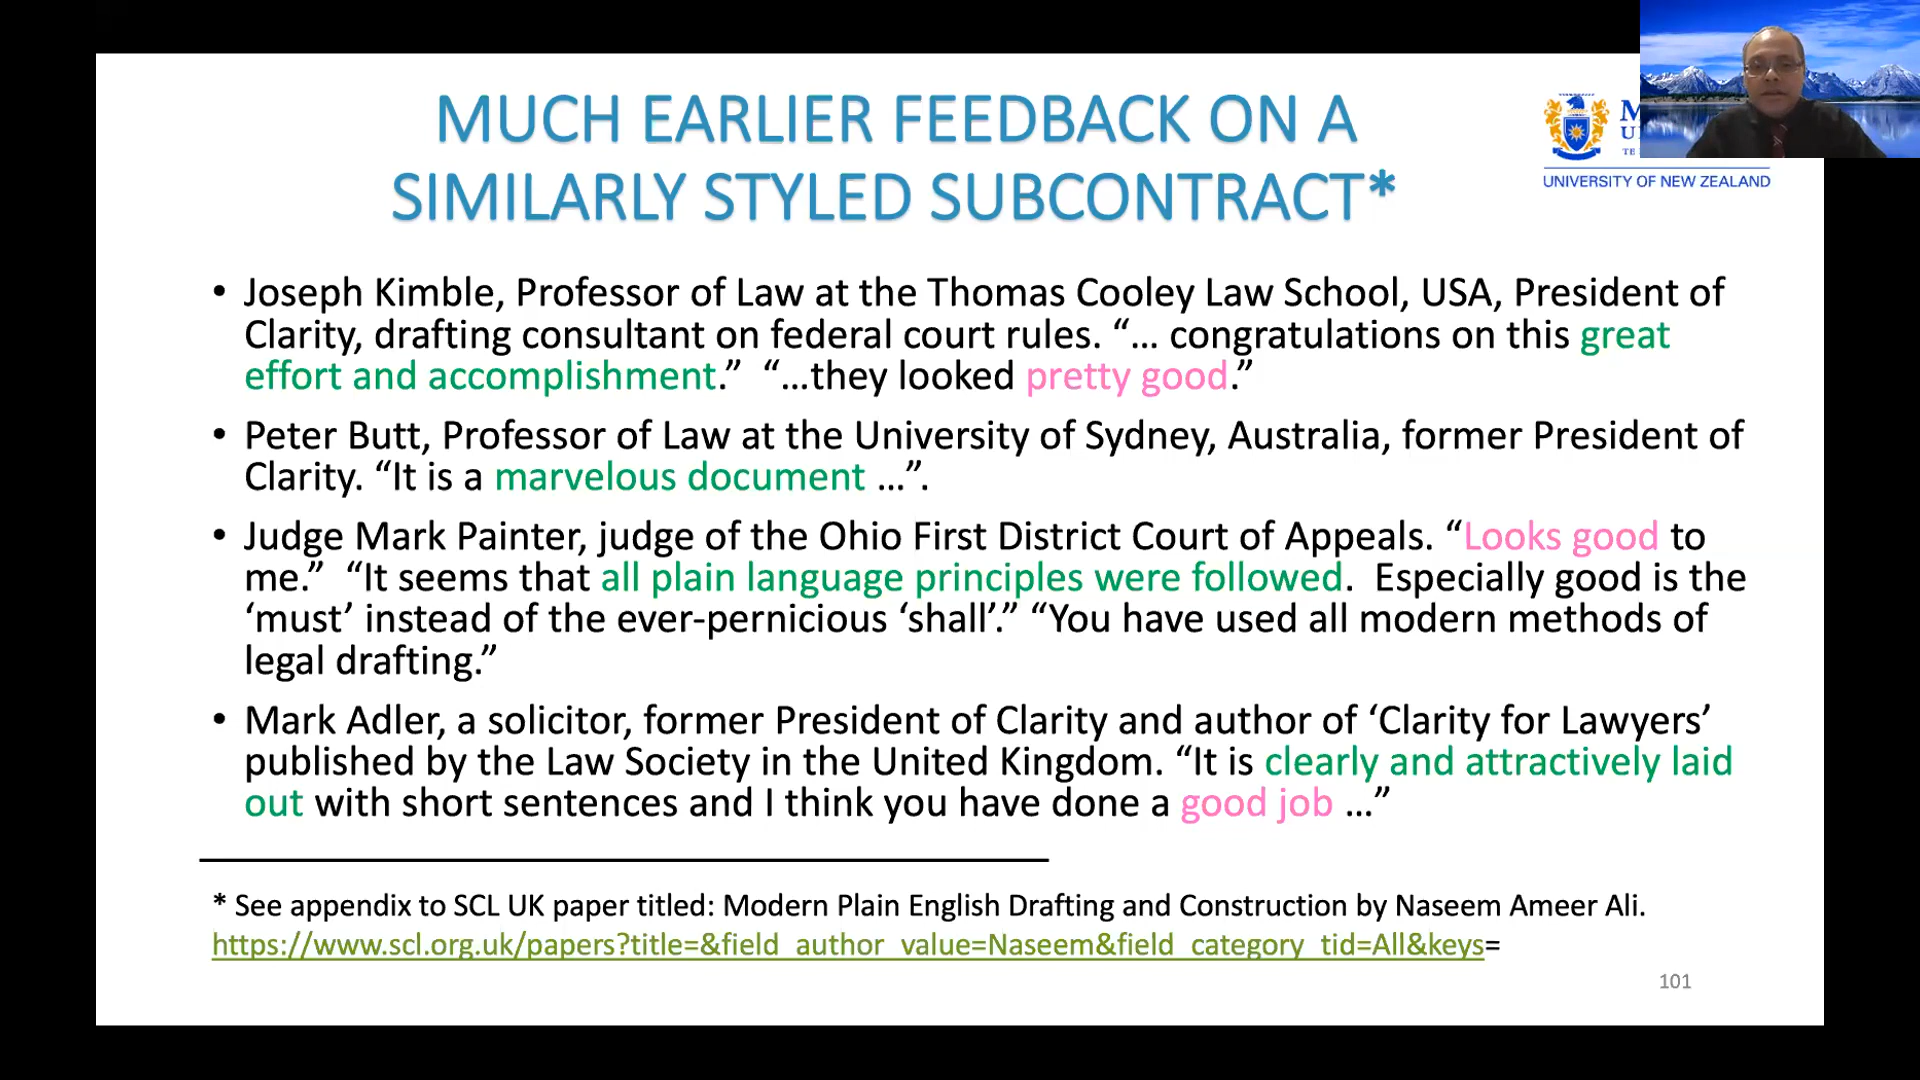 MUCH EARLIER FEEDBACK ON A
SIMILARLY STYLED SUBCONTRACT*
UNIVERSITY OF NEW ZEALAND
• Joseph Kimble, Professor of Law at the Thomas Cooley Law School, USA, President of
Clarity, drafting consultant on federal court rules. “… congratulations on this great
effort and accomplishment.” “…they looked pretty good.”
• Peter Butt, Professor of Law at the University of Sydney, Australia, former President of
Clarity. “It is a marvelous document …”.
• Judge Mark Painter, judge of the Ohio First District Court of Appeals. “Looks good to
me.” “It seems that all plain language principles were followed. Especially good is the
‘must’ instead of the ever-pernicious ‘shall’.” “You have used all modern methods of
legal drafting.”
• Mark Adler, a solicitor, former President of Clarity and author of ‘Clarity for Lawyers’
published by the Law Society in the United Kingdom. “It is clearly and attractively laid
out with short sentences and I think you have done a good job …”
* See appendix to SCL UK paper titled: Modern Plain English Drafting and Construction by Naseem Ameer Ali.
https://www.scl.org.uk/papers?title=&field_author_value=Naseem&field_category_tid=All&keys=
101